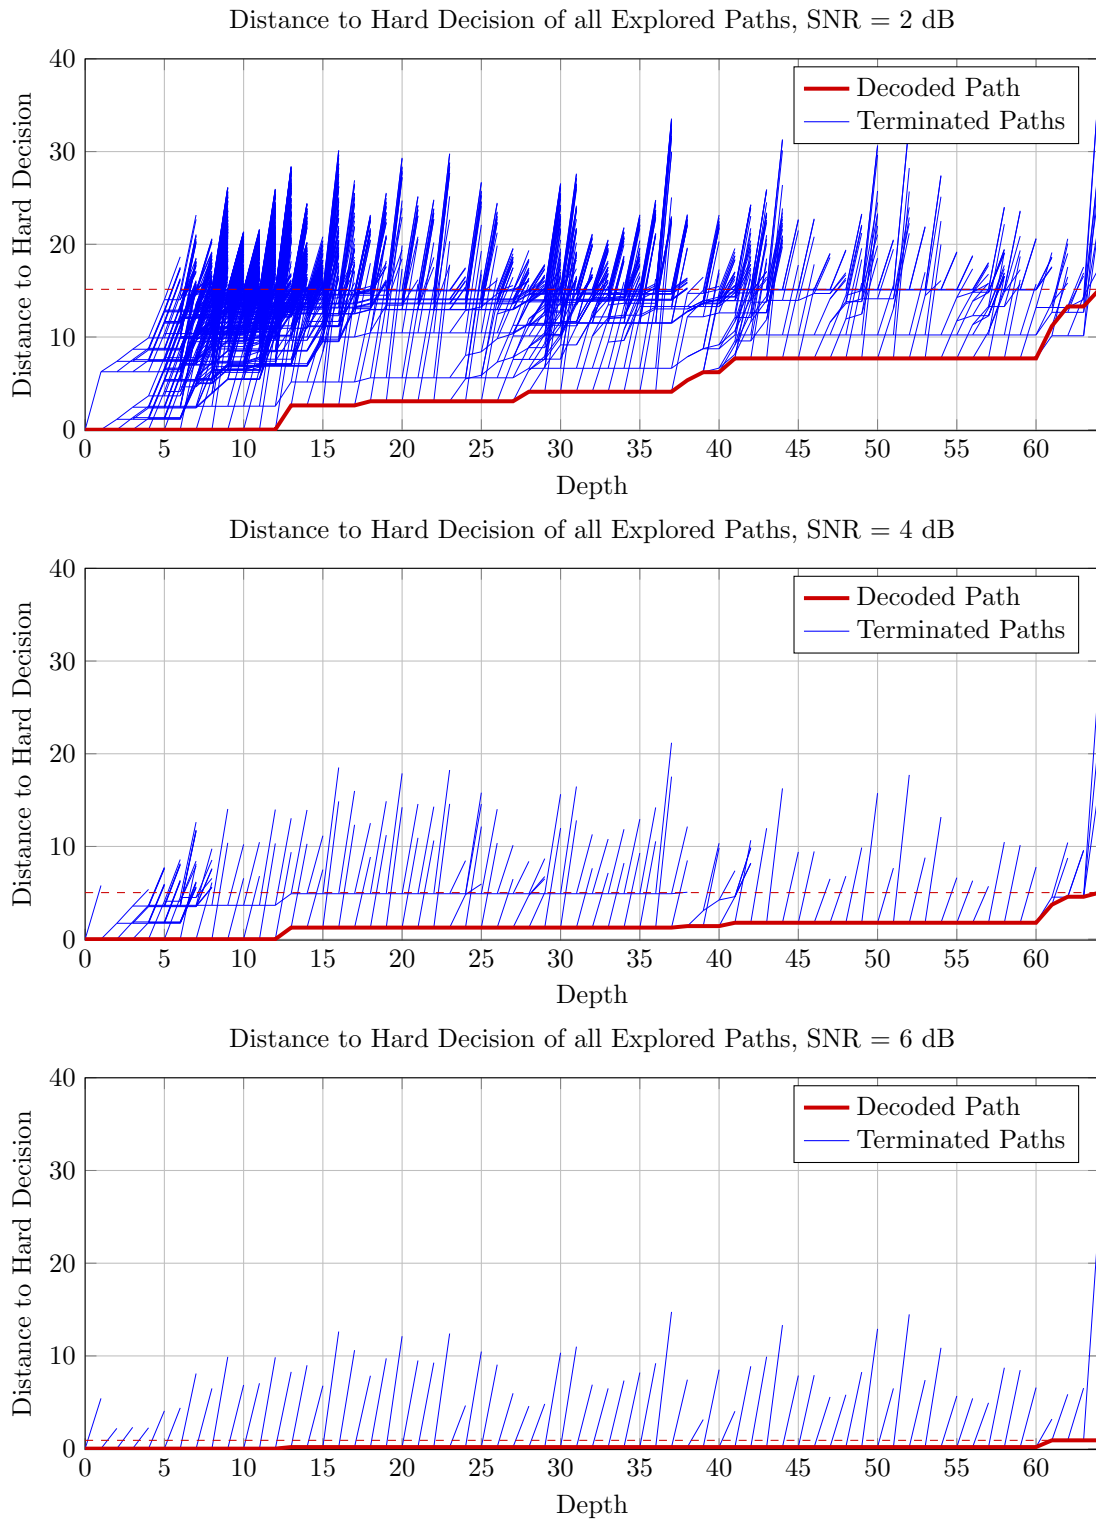 Distance to Hard Decision of all Explored Paths, SNR = 2 dB
Distance to Hard Decision
40
30
20
10
0
Decoded Path
Terminated Paths
0 5 10 15 20 25 30 35 40 45 50 55 60
Depth
Distance to Hard Decision of all Explored Paths, SNR = 4 dB
Distance to Hard Decision
40
30
20
10
0
Decoded Path
Terminated Paths
0 5 10 15 20 25 30 35 40 45 50 55 60
Depth
Distance to Hard Decision of all Explored Paths, SNR = 6 dB
Distance to Hard Decision
40
30
20
10
0
Decoded Path
Terminated Paths
0 5 10 15 20 25 30 35 40 45 50 55 60
Depth